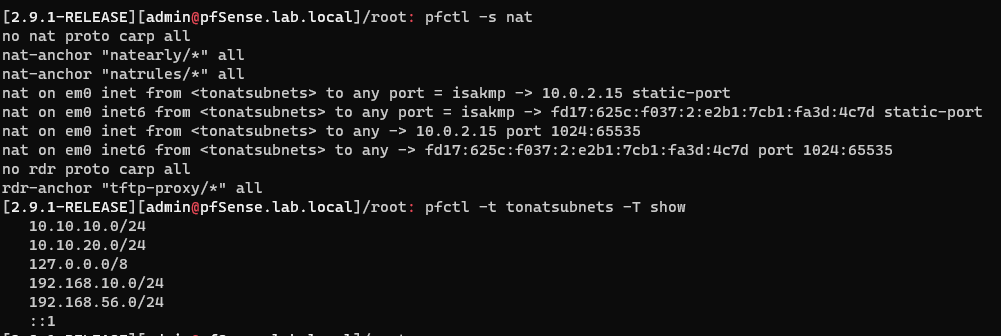 [2.9.1-RELEASE][admin@pfSense.lab.local]/root: pfctl -s nat
no nat proto carp all
nat-anchor "natearly/*" all
nat-anchor "natrules/*" all
nat on em0 inet from <tonatsubnets> to any port = isakmp -> 10.0.2.15 static-port
nat on em0 inet6 from <tonatsubnets> to any port = isakmp -> fd17:625c:f037:2:e2b1:7cb1:fa3d:4c7d static-port
nat on em0 inet from <tonatsubnets> to any -> 10.0.2.15 port 1024:65535
nat on em0 inet6 from <tonatsubnets> to any -> fd17:625c:f037:2:e2b1:7cb1:fa3d:4c7d port 1024:65535
no rdr proto carp all
rdr-anchor "tftp-proxy/*" all
[2.9.1-RELEASE][admin@pfSense.lab.local]/root: pfctl -t tonatsubnets -T show
   10.10.10.0/24
   10.10.20.0/24
   127.0.0.0/8
   192.168.10.0/24
   192.168.56.0/24
   ::1